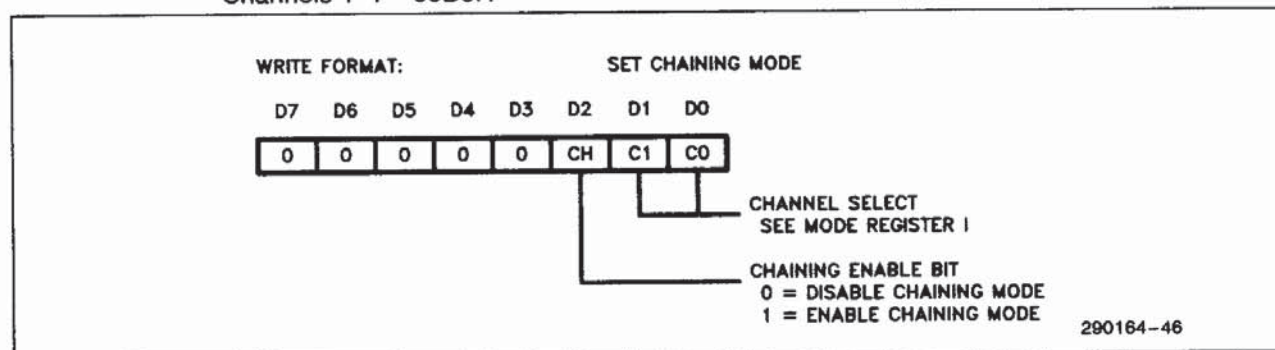 WRITE FORMAT: SET CHAINING MODE
D7 D6 D5 D4 D3 D2 D1 D0
0 0 0 0 0 CH C1 C0
CHANNEL SELECT
SEE MODE REGISTER I
CHAINING ENABLE BIT
0 = DISABLE CHAINING MODE
1 = ENABLE CHAINING MODE
290164-46